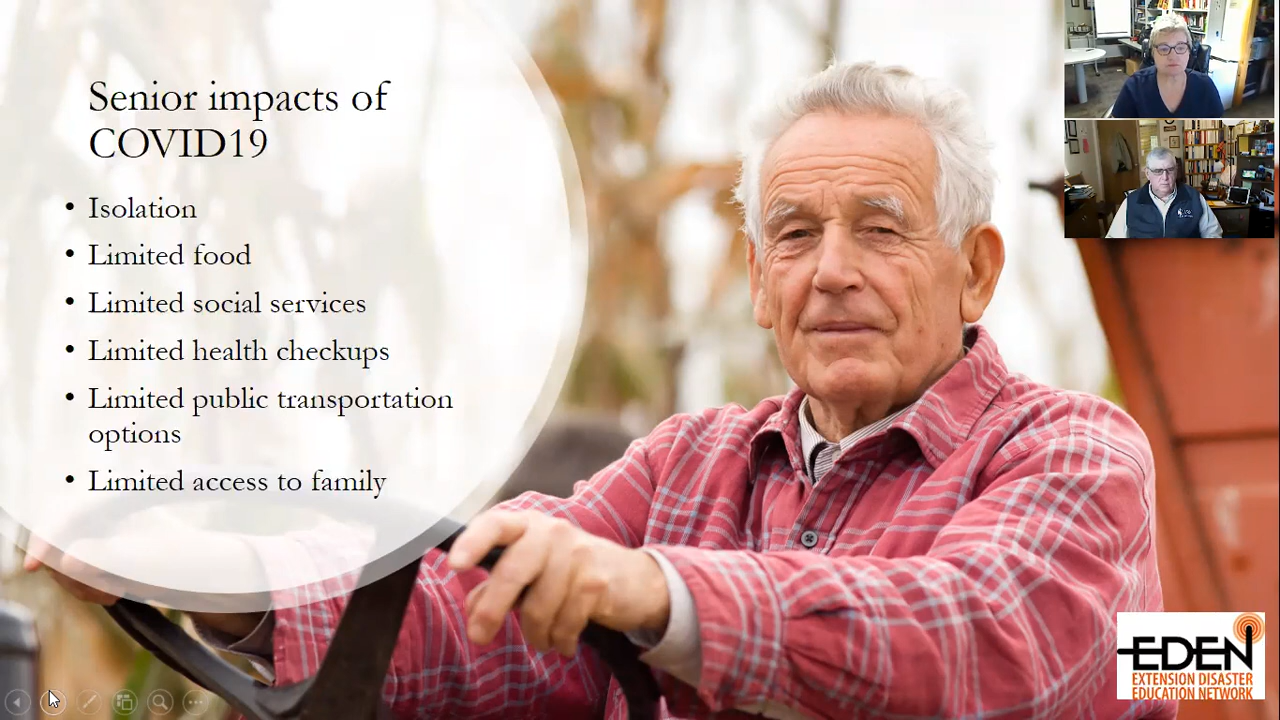 Senior impacts of
COVID19
• Isolation
• Limited food
• Limited social services
• Limited health checkups
• Limited public transportation
options
• Limited access to family
EDEN
EXTENSION DISASTER
EDUCATION NETWORK